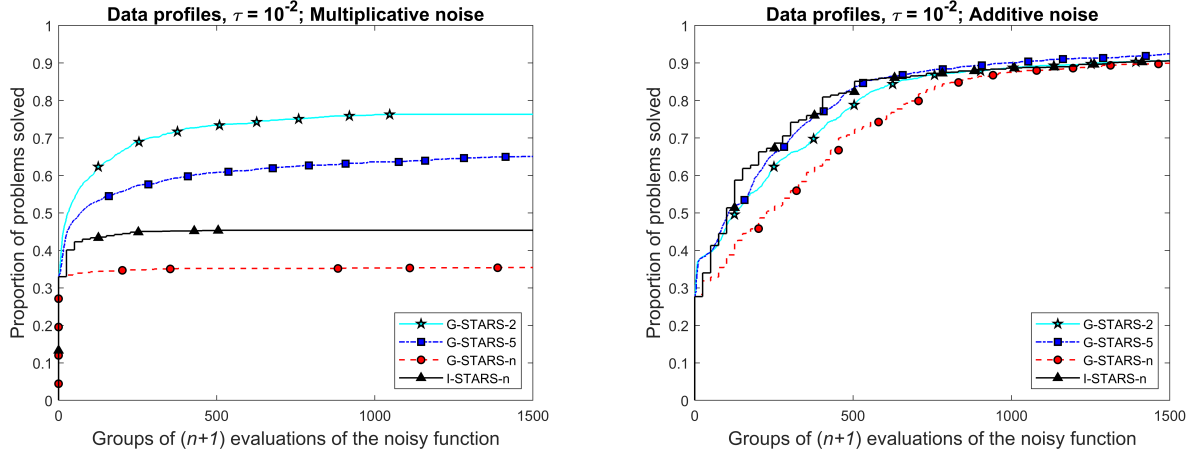 Data profiles, τ = 10⁻²; Multiplicative noise
Proportion of problems solved
1
0.9
0.8
0.7
0.6
0.5
0.4
0.3
0.2
0.1
0
0 500 1000 1500
Groups of (n+1) evaluations of the noisy function
G-STARS-2
G-STARS-5
G-STARS-n
I-STARS-n
Data profiles, τ = 10⁻²; Additive noise
Proportion of problems solved
1
0.9
0.8
0.7
0.6
0.5
0.4
0.3
0.2
0.1
0
0 500 1000 1500
Groups of (n+1) evaluations of the noisy function
G-STARS-2
G-STARS-5
G-STARS-n
I-STARS-n